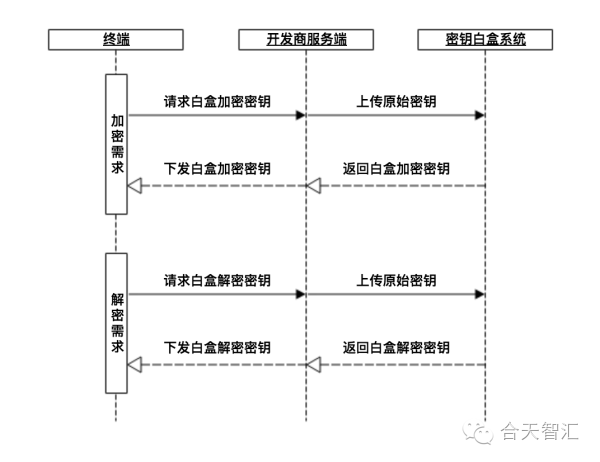 终端
开发商服务端
密钥白盒系统
请求白盒加密密钥
上传原始密钥
加密需求
下发白盒加密密钥
返回白盒加密密钥
请求白盒解密密钥
上传原始密钥
解密需求
下发白盒解密密钥
返回白盒解密密钥
合天智汇